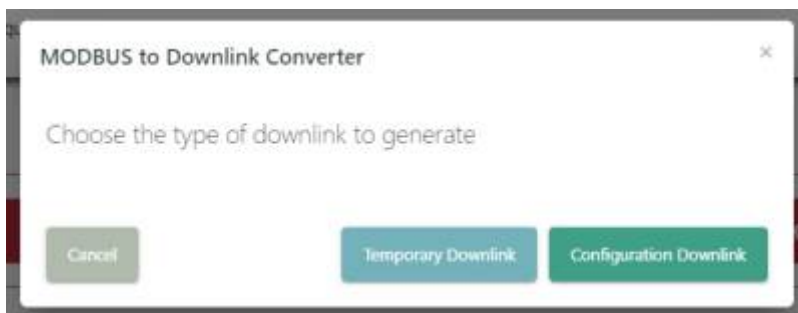 MODBUS to Downlink Converter ×
Choose the type of downlink to generate
Cancel Temporary Downlink Configuration Downlink